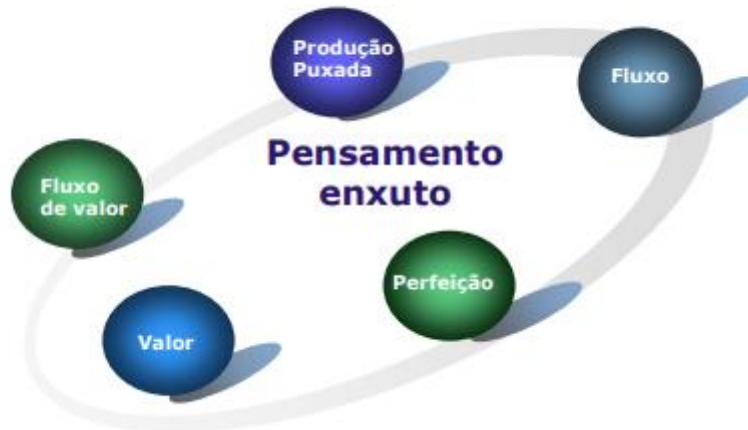 Produção
Puxada
Fluxo
Pensamento
enxuto
Fluxo
de valor
Perfeição
Valor